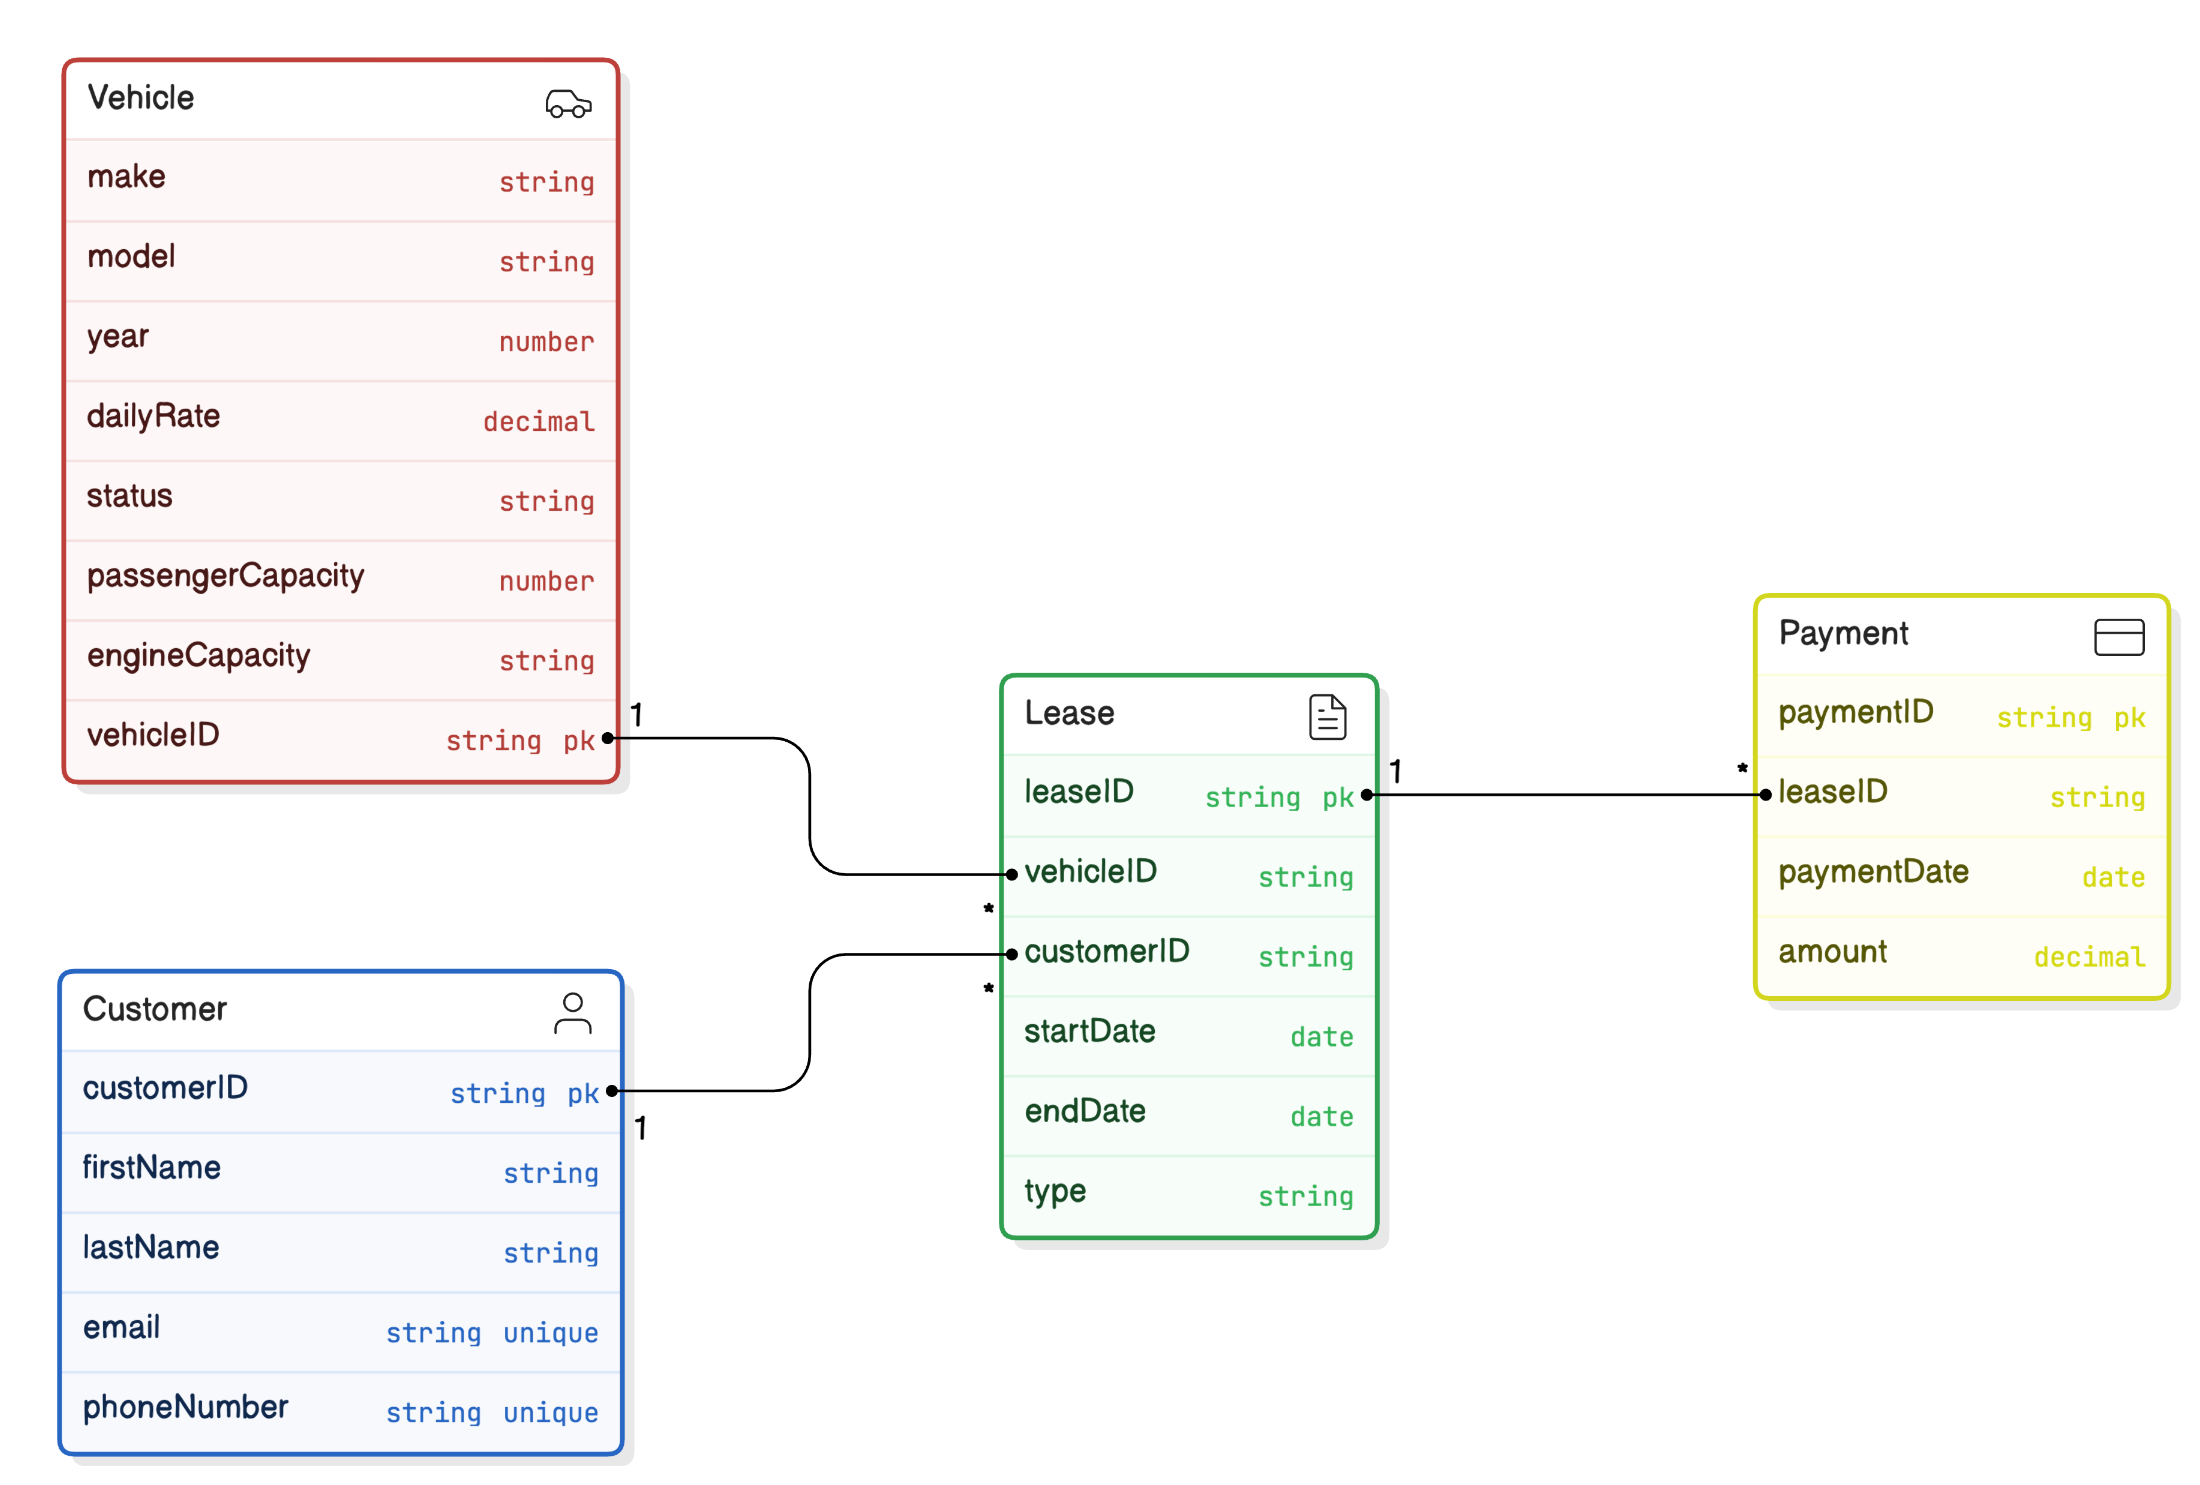 Vehicle
make string
model string
year number
dailyRate decimal
status string
passengerCapacity number
engineCapacity string
vehicleID string pk
1
Customer
customerID string pk
1
firstName string
lastName string
email string unique
phoneNumber string unique
Lease
leaseID string pk
1
vehicleID string
*
customerID string
*
startDate date
endDate date
type string
Payment
paymentID string pk
*
leaseID string
paymentDate date
amount decimal